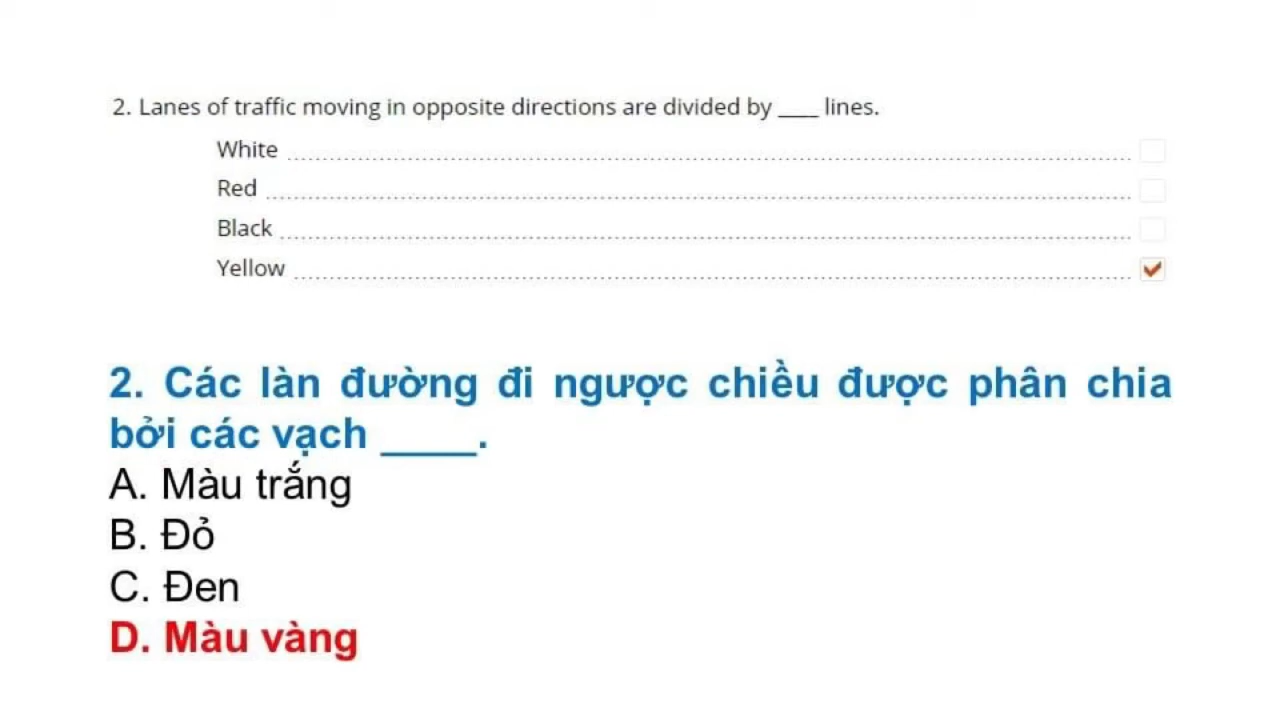 2. Lanes of traffic moving in opposite directions are divided by ____ lines.
White
Red
Black
Yellow
2. Các làn đường đi ngược chiều được phân chia
bởi các vạch ____.
A. Màu trắng
B. Đỏ
C. Đen
D. Màu vàng